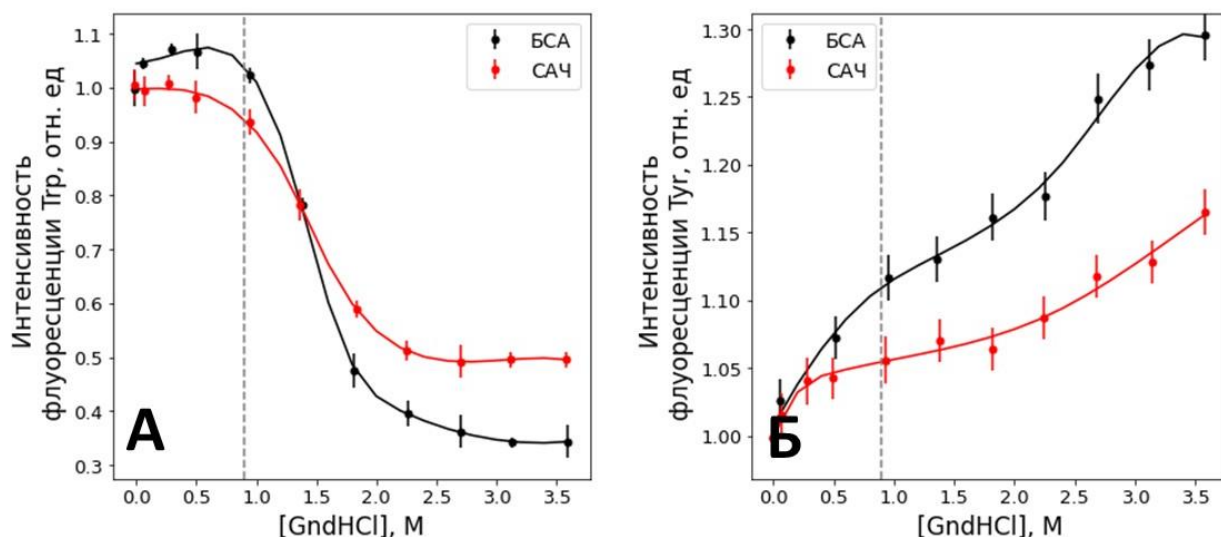 Интенсивность
флуоресценции Trp, отн. ед
1.1
1.0
0.9
0.8
0.7
0.6
0.5
0.4
0.3
БСА
САЧ
А
0.0 0.5 1.0 1.5 2.0 2.5 3.0 3.5
[GndHCl], M
Интенсивность
флуоресценции Tyr, отн. ед
1.30
1.25
1.20
1.15
1.10
1.05
1.00
БСА
САЧ
Б
0.0 0.5 1.0 1.5 2.0 2.5 3.0 3.5
[GndHCl], M